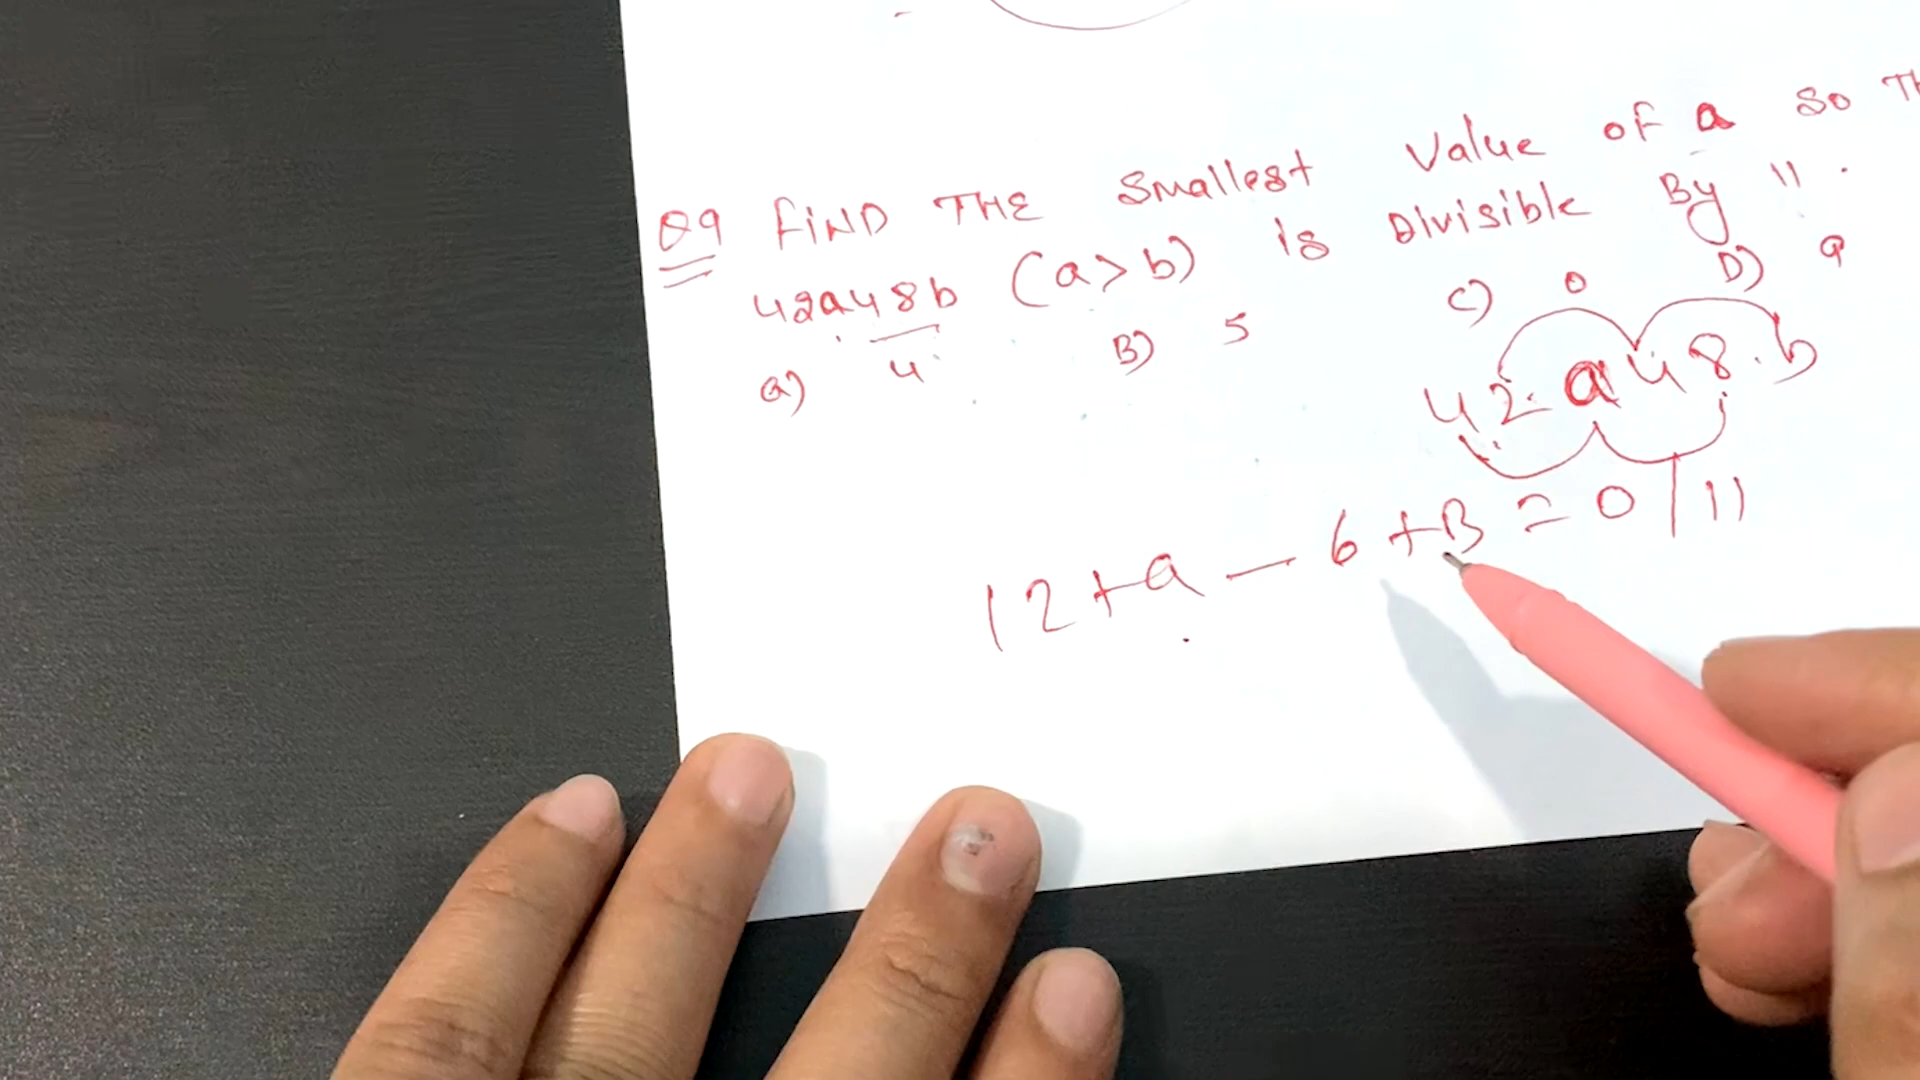 Q9 FIND THE Smallest Value of a so Th
42a48b (a>b) is Divisible By 11.
a) 4 B) 5 C) 0 D) 9
42a48b
12+a - 6+B = 0/11